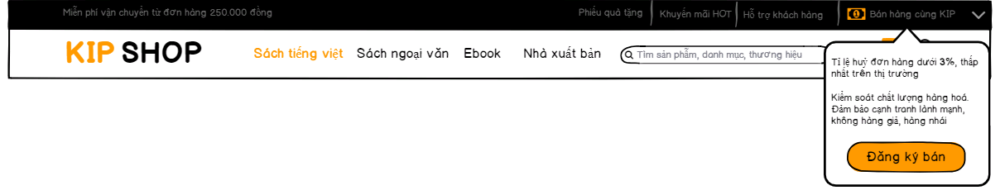 Miễn phí vận chuyển từ đơn hàng 250.000 đồng
Phiếu quà tặng
Khuyến mãi HOT
Hỗ trợ khách hàng
Bán hàng cùng KIP
KIP SHOP
Sách tiếng việt
Sách ngoại văn
Ebook
Nhà xuất bản
Tìm sản phẩm, danh mục, thương hiệu
Tỉ lệ huỷ đơn hàng dưới 3%, thấp
nhất trên thị trường
Kiểm soát chất lượng hàng hoá.
Đảm bảo cạnh tranh lành mạnh,
không hàng giả, hàng nhái
Đăng ký bán